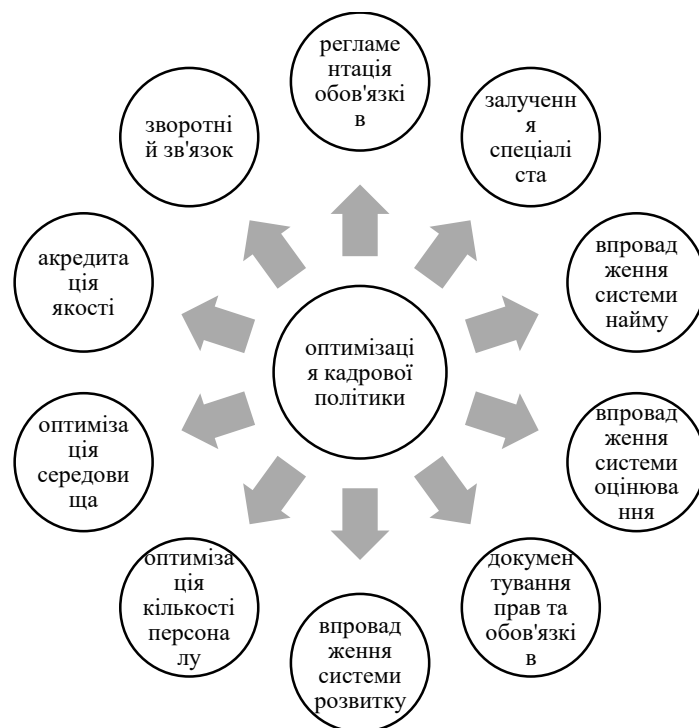 регламе
нтація
обов'язкі
в
залученн
я
спеціалі
ста
впровад
ження
системи
найму
впровад
ження
системи
оцінюва
ння
докумен
тування
прав та
обов'язкі
в
впровад
ження
системи
розвитку
оптиміза
ція
кількості
персона
лу
оптиміза
ція
середови
ща
акредита
ція
якості
зворотні
й зв'язок
оптимізаці
я кадрової
політики